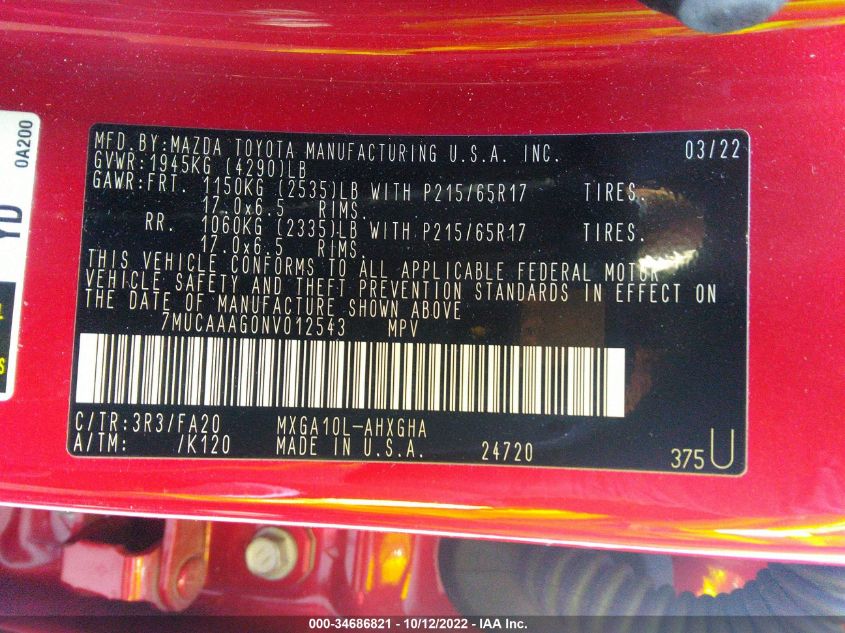 0A200
YD
MFD.BY:MAZDA TOYOTA MANUFACTURING U.S.A. INC. 03/22
GVWR:1945KG (4290)LB
GAWR:FRT. 1150KG (2535)LB WITH P215/65R17 TIRES.
17.0x6.5 RIMS.
RR. 1060KG (2335)LB WITH P215/65R17 TIRES.
17.0x6.5 RIMS.
THIS VEHICLE CONFORMS TO ALL APPLICABLE FEDERAL MOTOR
VEHICLE SAFETY AND THEFT PREVENTION STANDARDS IN EFFECT ON
THE DATE OF MANUFACTURE SHOWN ABOVE
7MUCAAAG0NV012543 MPV
C/TR:3R3/FA20 MXGA10L-AHXGHA
A/TM: /K120 MADE IN U.S.A. 24720
375U
000-34686821 - 10/12/2022 - IAA Inc.